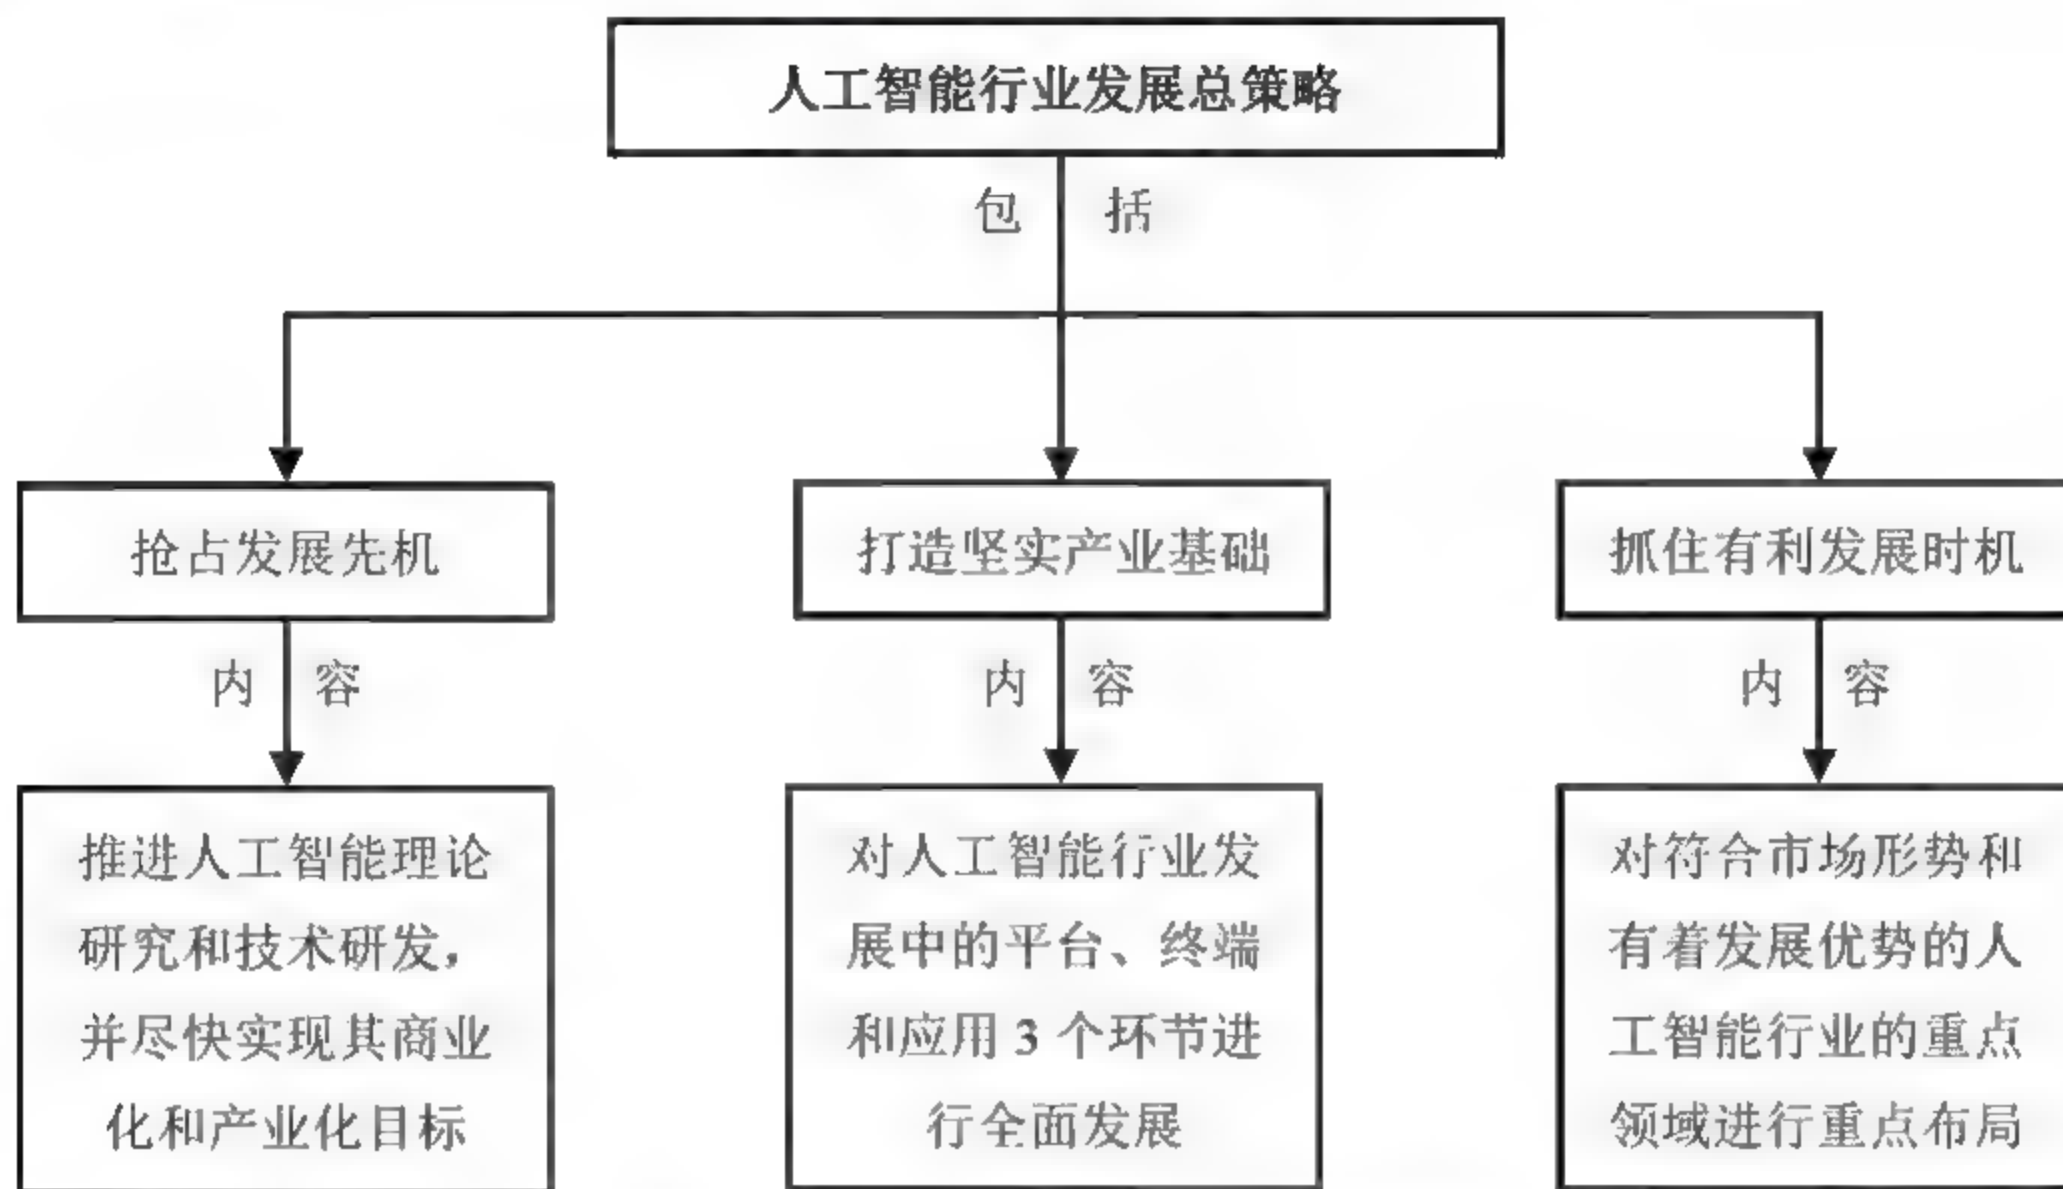 人工智能行业发展总策略
包 括
抢占发展先机
打造坚实产业基础
抓住有利发展时机
内 容
内 容
内 容
推进人工智能理论
研究和技术研发，
并尽快实现其商业
化和产业化目标
对人工智能行业发
展中的平台、终端
和应用 3 个环节进
行全面发展
对符合市场形势和
有着发展优势的人
工智能行业的重点
领域进行重点布局